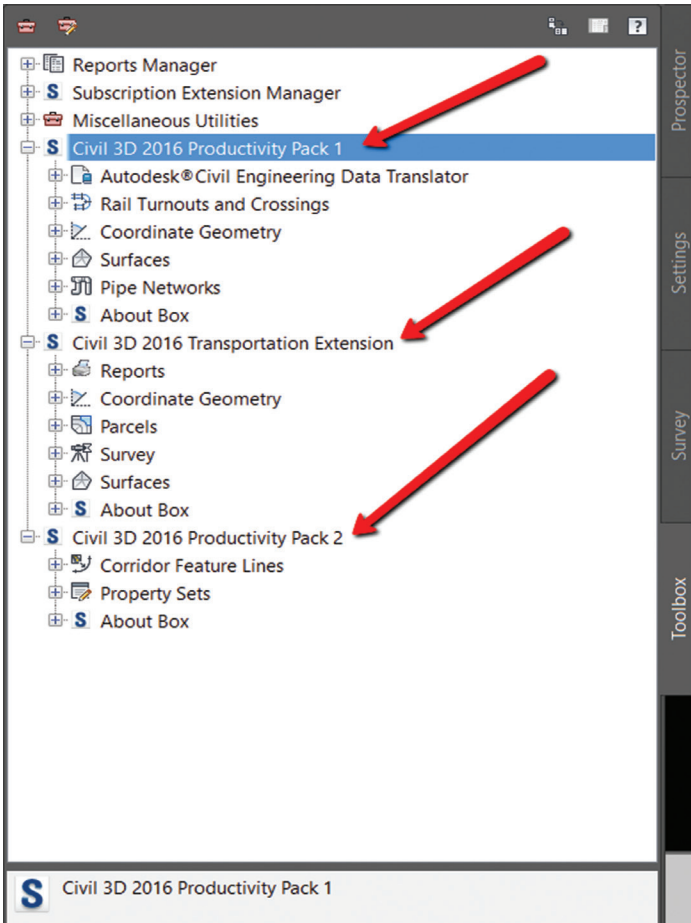 ?
Reports Manager
S Subscription Extension Manager
Miscellaneous Utilities
S Civil 3D 2016 Productivity Pack 1
Autodesk®Civil Engineering Data Translator
Rail Turnouts and Crossings
Coordinate Geometry
Surfaces
Pipe Networks
S About Box
S Civil 3D 2016 Transportation Extension
Reports
Coordinate Geometry
Parcels
Survey
Surfaces
S About Box
S Civil 3D 2016 Productivity Pack 2
Corridor Feature Lines
Property Sets
S About Box
S Civil 3D 2016 Productivity Pack 1
Prospector
Settings
Survey
Toolbox